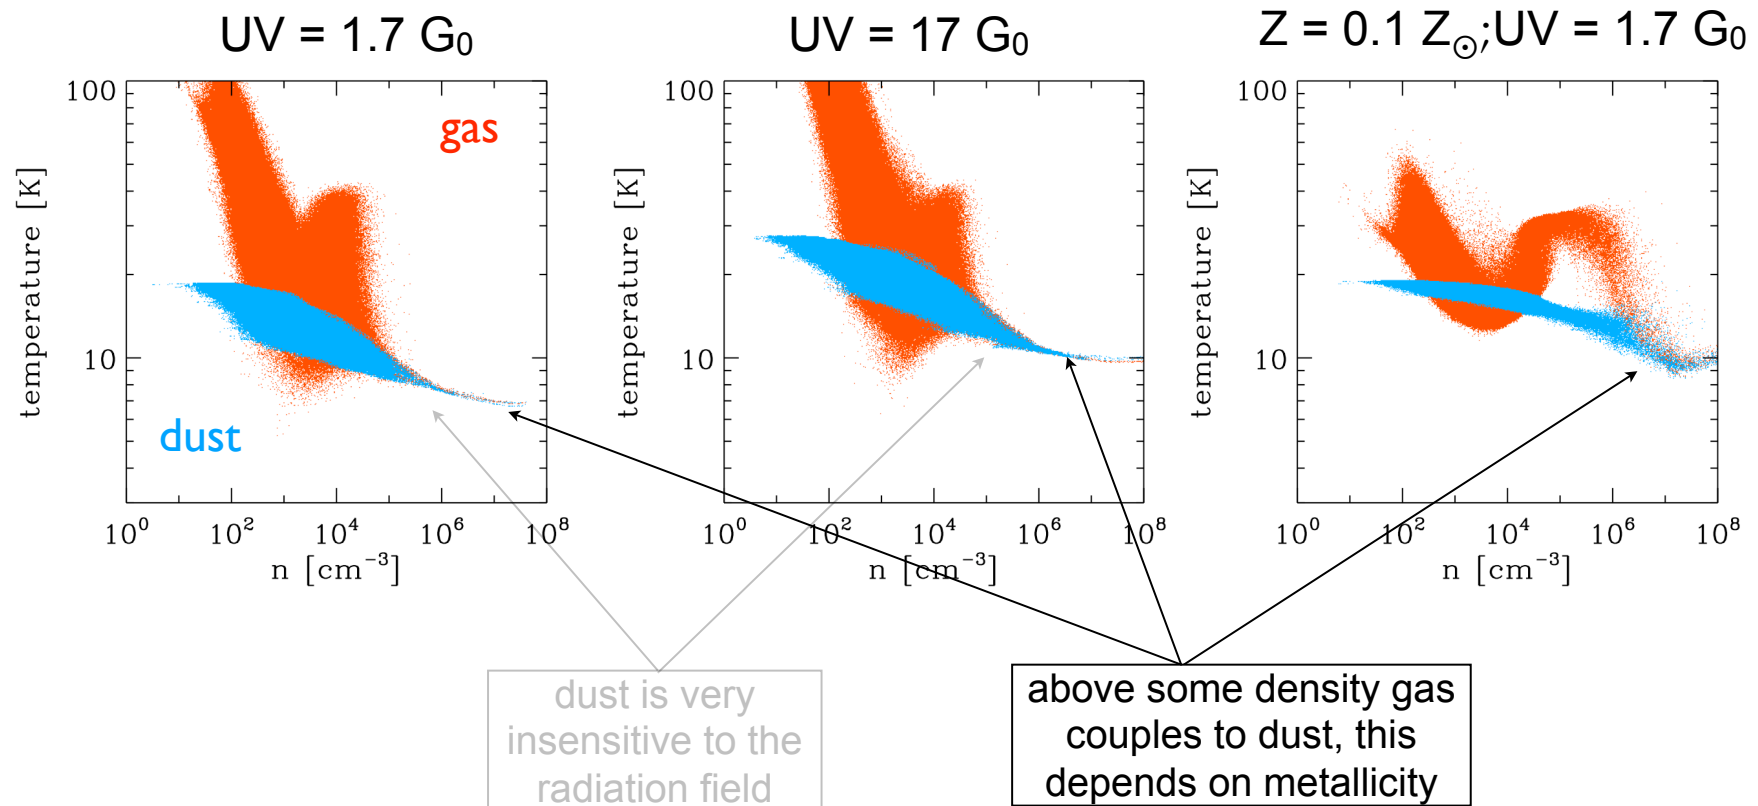 UV = 1.7 G₀
UV = 17 G₀
Z = 0.1 Z☉;UV = 1.7 G₀
100
10
temperature [K]
gas
dust
10⁰ 10² 10⁴ 10⁶ 10⁸
n [cm⁻³]
100
10
temperature [K]
10⁰ 10² 10⁴ 10⁶ 10⁸
n [cm⁻³]
100
10
temperature [K]
10⁰ 10² 10⁴ 10⁶ 10⁸
n [cm⁻³]
dust is very
insensitive to the
radiation field
above some density gas
couples to dust, this
depends on metallicity